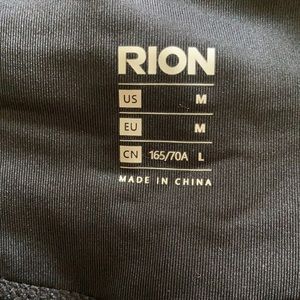 RION
US M
EU M
CN 165/70A L
MADE IN CHINA